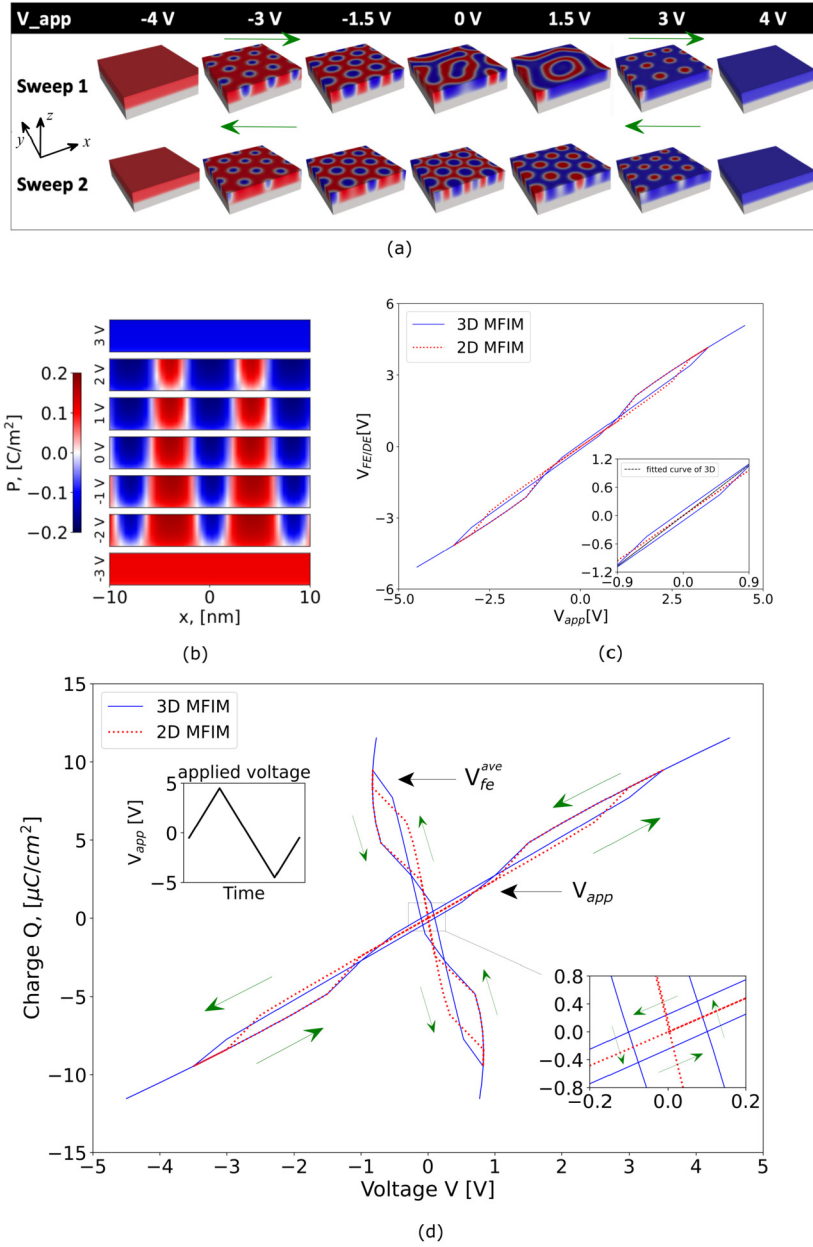 V_app -4 V -3 V -1.5 V 0 V 1.5 V 3 V 4 V
Sweep 1
z
y
x
Sweep 2
(a)
3 V
2 V
1 V
0 V
-1 V
-2 V
-3 V
P, [C/m²]
0.2
0.1
0.0
−0.1
−0.2
−10 0 10
x, [nm]
(b)
6
3
0
−3
−6
V_FE/DE[V]
3D MFIM
2D MFIM
1.2
0.6
0.0
−0.6
−1.2
fitted curve of 3D
−0.9 0.0 0.9
−5.0 −2.5 0.0 2.5 5.0
V_app[V]
(c)
15
10
5
0
−5
−10
−15
Charge Q, [μC/cm²]
3D MFIM
2D MFIM
applied voltage
V_app [V]
5
0
−5
Time
V_fe^ave
V_app
0.8
0.4
0.0
−0.4
−0.8
−0.2 0.0 0.2
−5 −4 −3 −2 −1 0 1 2 3 4 5
Voltage V [V]
(d)